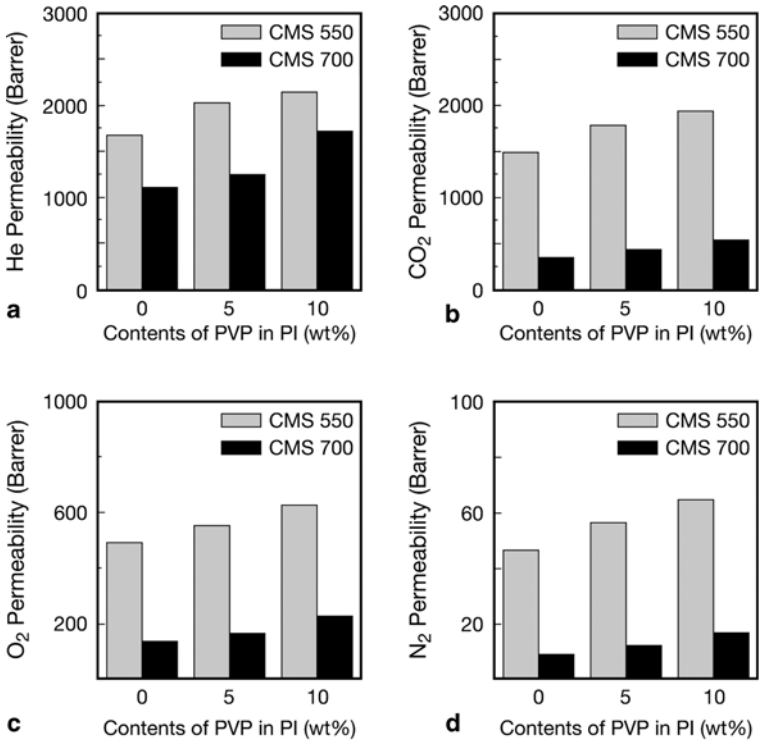 He Permeability (Barrer)
3000
2000
1000
0
CMS 550
CMS 700
0 5 10
a
Contents of PVP in PI (wt%)
CO2 Permeability (Barrer)
3000
2000
1000
0
CMS 550
CMS 700
0 5 10
b
Contents of PVP in PI (wt%)
O2 Permeability (Barrer)
1000
600
200
CMS 550
CMS 700
0 5 10
c
Contents of PVP in PI (wt%)
N2 Permeability (Barrer)
100
60
20
CMS 550
CMS 700
0 5 10
d
Contents of PVP in PI (wt%)